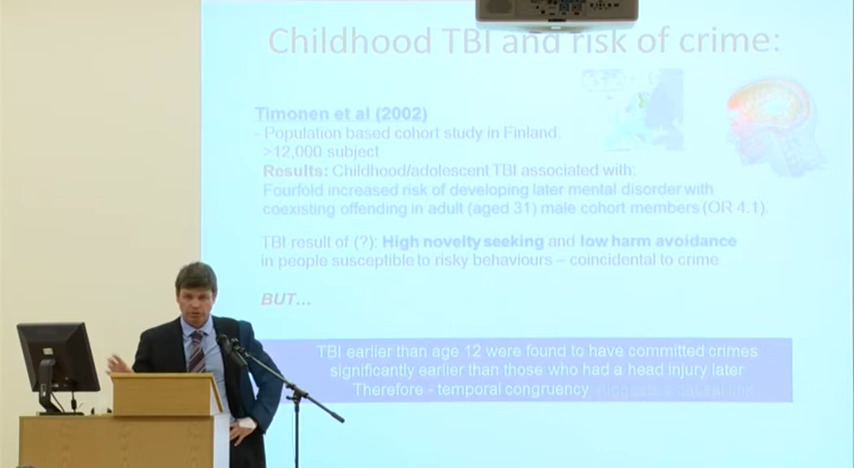 Childhood TBI and risk of crime:
Timonen et al (2002)
- Population based cohort study in Finland.
>12,000 subject
Results: Childhood/adolescent TBI associated with:
Fourfold increased risk of developing later mental disorder with
coexisting offending in adult (aged 31) male cohort members (OR 4.1).
TBI result of (?): High novelty seeking and low harm avoidance
in people susceptible to risky behaviours – coincidental to crime
BUT...
TBI earlier than age 12 were found to have committed crimes
significantly earlier than those who had a head injury later
Therefore - temporal congruency suggests a causal link